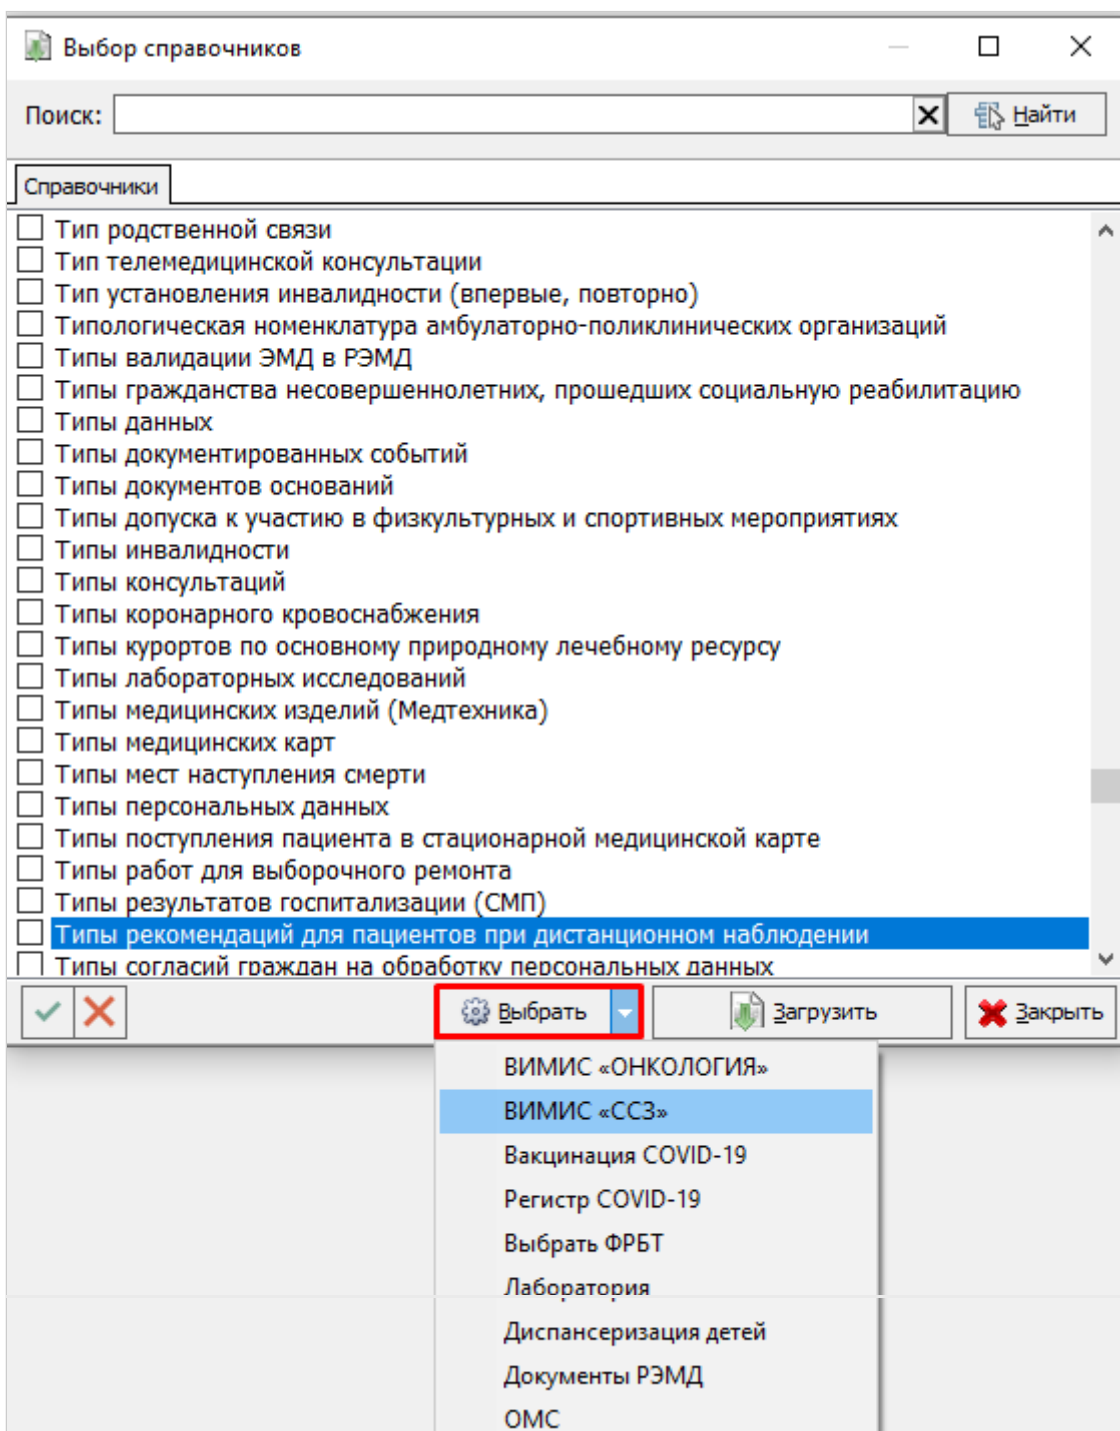 Выбор справочников
Поиск:
Найти
Справочники
Тип родственной связи
Тип телемедицинской консультации
Тип установления инвалидности (впервые, повторно)
Типологическая номенклатура амбулаторно-поликлинических организаций
Типы валидации ЭМД в РЭМД
Типы гражданства несовершеннолетних, прошедших социальную реабилитацию
Типы данных
Типы документированных событий
Типы документов оснований
Типы допуска к участию в физкультурных и спортивных мероприятиях
Типы инвалидности
Типы консультаций
Типы коронарного кровоснабжения
Типы курортов по основному природному лечебному ресурсу
Типы лабораторных исследований
Типы медицинских изделий (Медтехника)
Типы медицинских карт
Типы мест наступления смерти
Типы персональных данных
Типы поступления пациента в стационарной медицинской карте
Типы работ для выборочного ремонта
Типы результатов госпитализации (СМП)
Типы рекомендаций для пациентов при дистанционном наблюдении
Типы согласий граждан на обработку персональных данных
Выбрать
Загрузить
Закрыть
ВИМИС «ОНКОЛОГИЯ»
ВИМИС «ССЗ»
Вакцинация COVID-19
Регистр COVID-19
Выбрать ФРБТ
Лаборатория
Диспансеризация детей
Документы РЭМД
ОМС